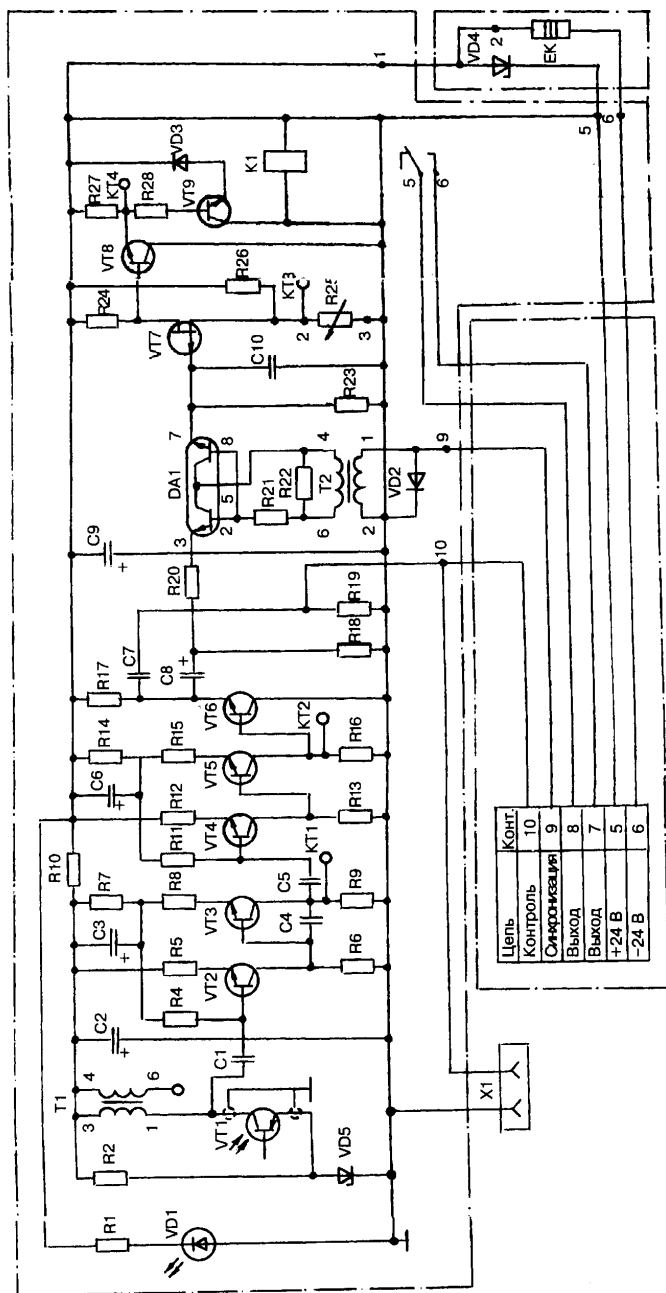 R1
VD1
R2
T1
3
4
1
6
VT1
VD5
C1
C2
R4
R5
VT2
R6
C3
R7
R8
VT3
C4
C5
R9
KT1
R10
R11
R12
VT4
R13
C6
R14
R15
VT5
KT2
R16
R17
VT6
C7
C8
R18
R19
R20
C9
3
DA1
7
2
5
8
R21
R22
6
4
T2
2
1
VD2
9
10
R23
C10
VT7
R24
VT8
R26
KT3
2
R25
3
R27
KT4
R28
VT9
VD3
K1
5
6
1
VD4
2
EK
5
6
X1
Цепь Конт.
Контроль 10
Синхронизация 9
Выход 8
Выход 7
+24 В 5
-24 В 6
+
+
+
+
+